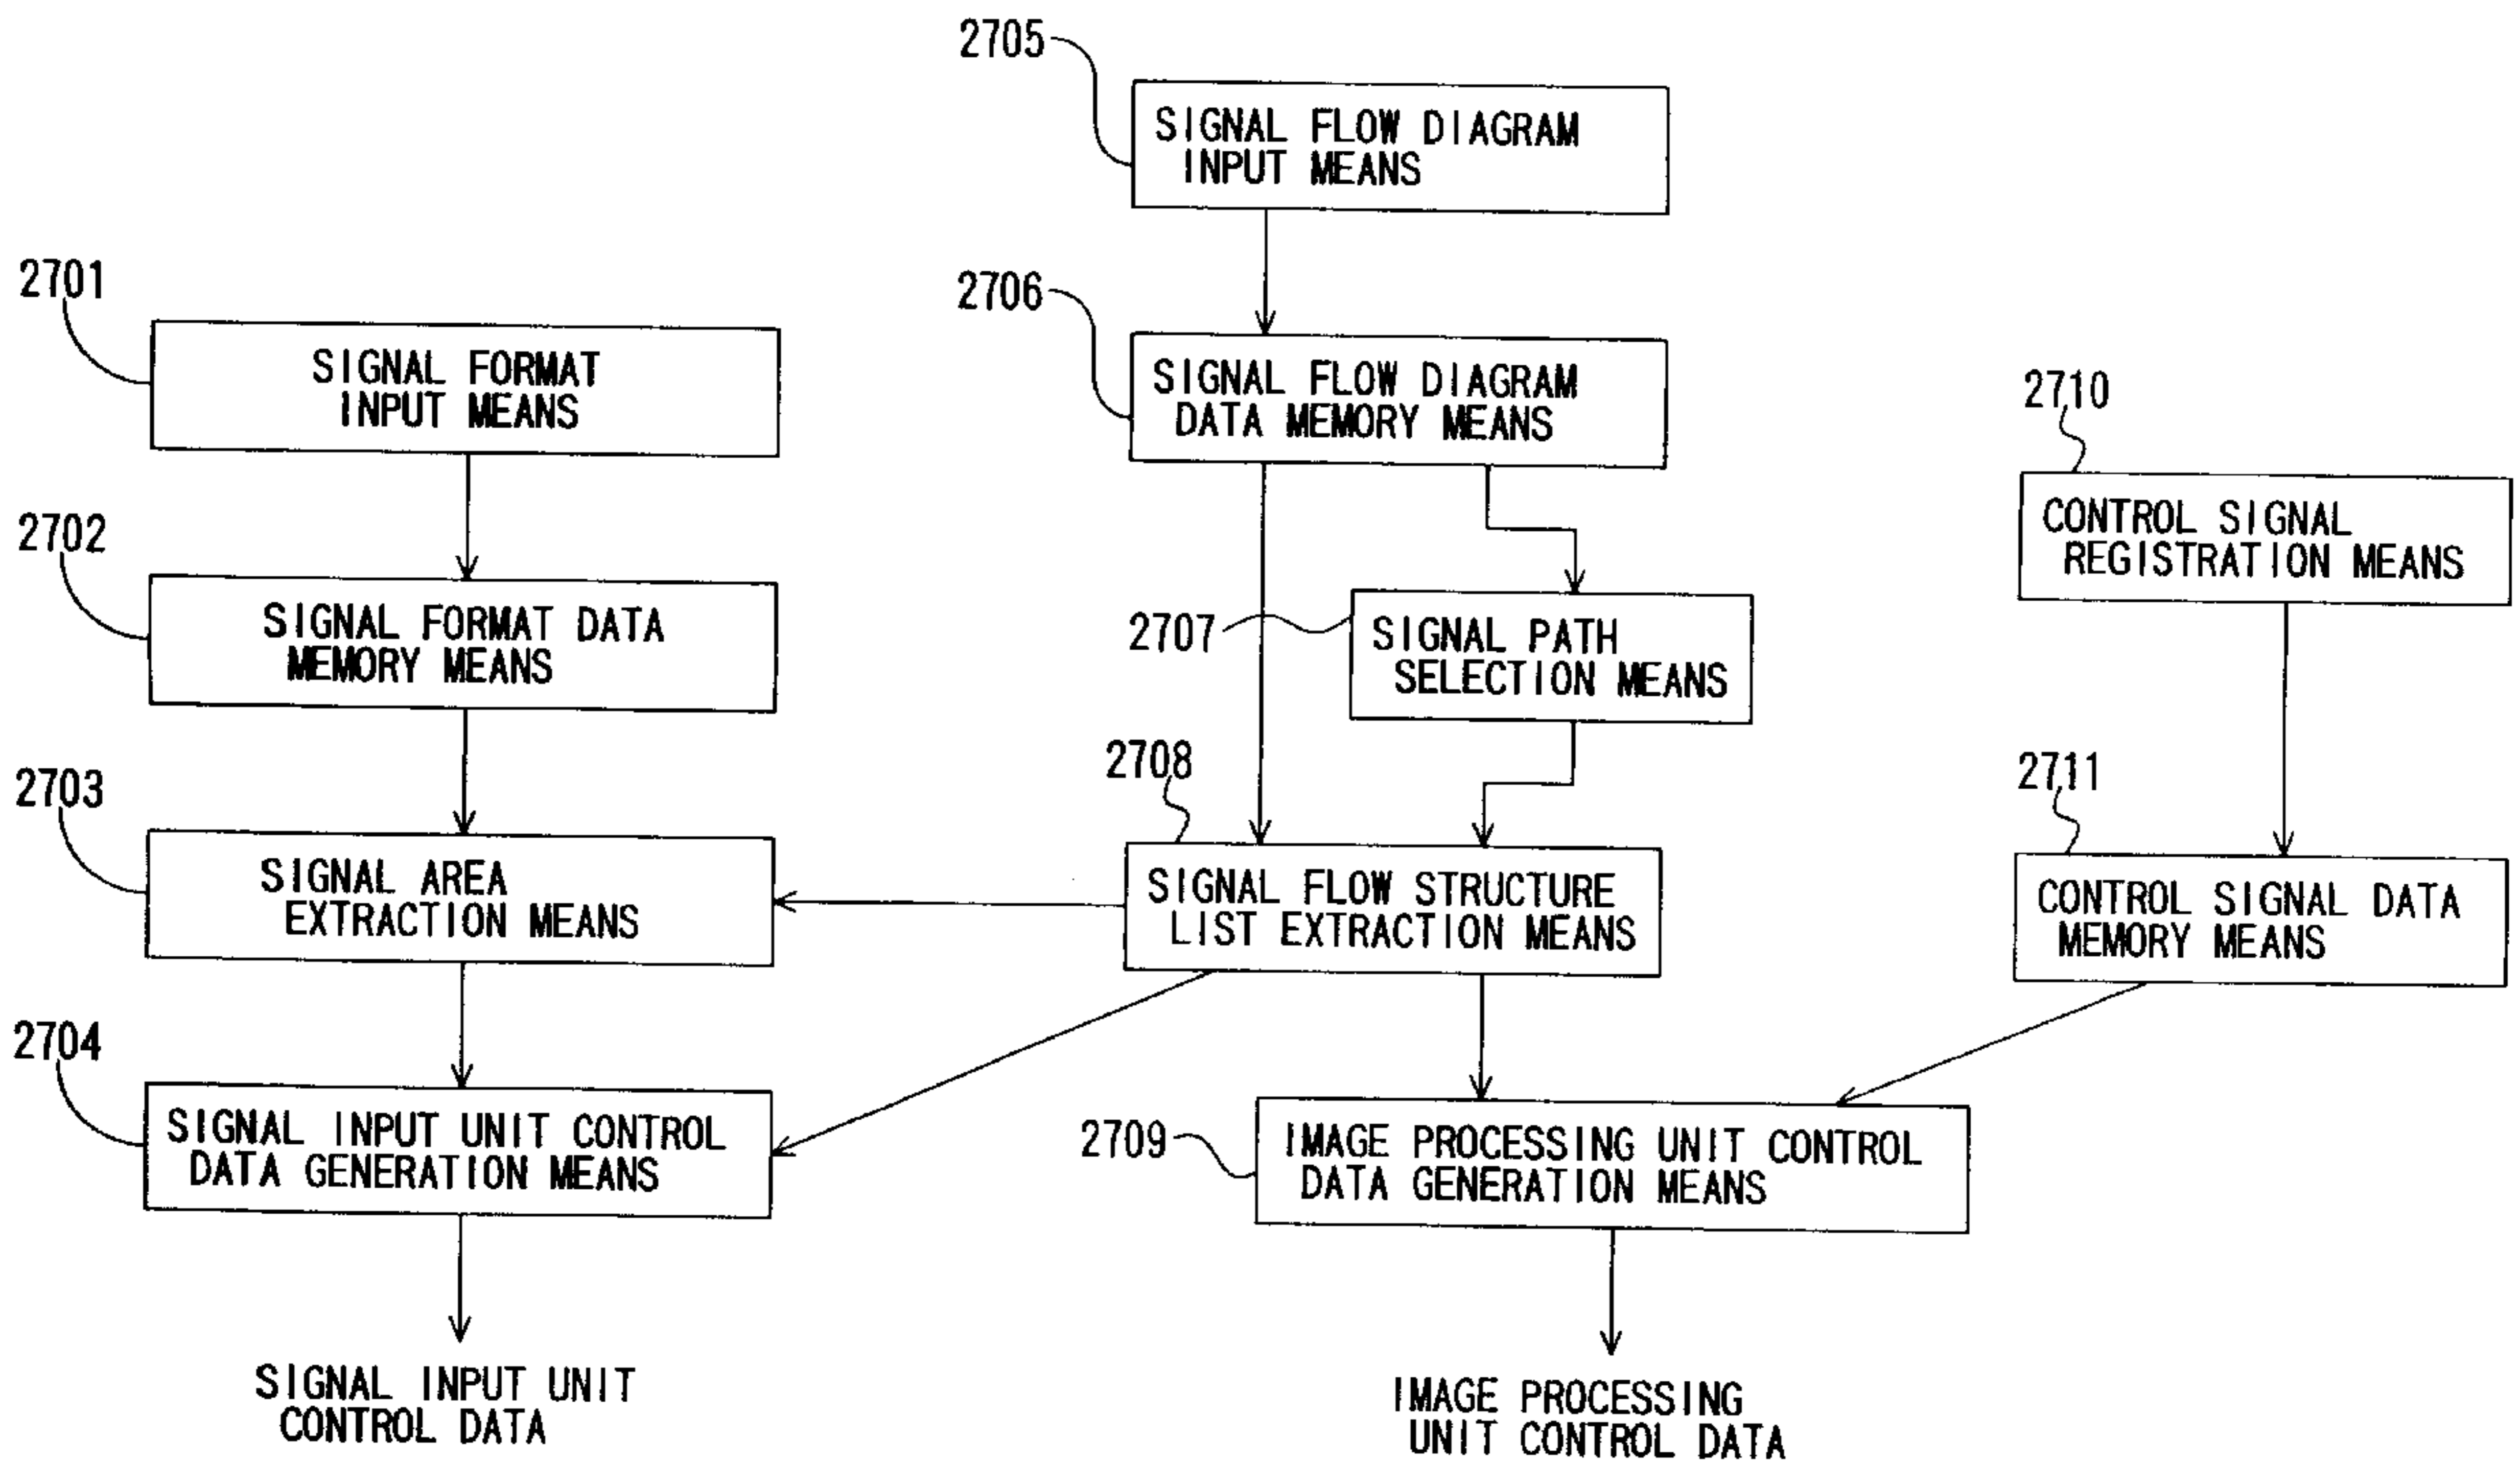 2705
SIGNAL FLOW DIAGRAM
INPUT MEANS
2701
SIGNAL FORMAT
INPUT MEANS
2706
SIGNAL FLOW DIAGRAM
DATA MEMORY MEANS
2710
CONTROL SIGNAL
REGISTRATION MEANS
2702
SIGNAL FORMAT DATA
MEMORY MEANS
2707
SIGNAL PATH
SELECTION MEANS
2703
SIGNAL AREA
EXTRACTION MEANS
2708
SIGNAL FLOW STRUCTURE
LIST EXTRACTION MEANS
2711
CONTROL SIGNAL DATA
MEMORY MEANS
2704
SIGNAL INPUT UNIT CONTROL
DATA GENERATION MEANS
2709
IMAGE PROCESSING UNIT CONTROL
DATA GENERATION MEANS
SIGNAL INPUT UNIT
CONTROL DATA
IMAGE PROCESSING
UNIT CONTROL DATA